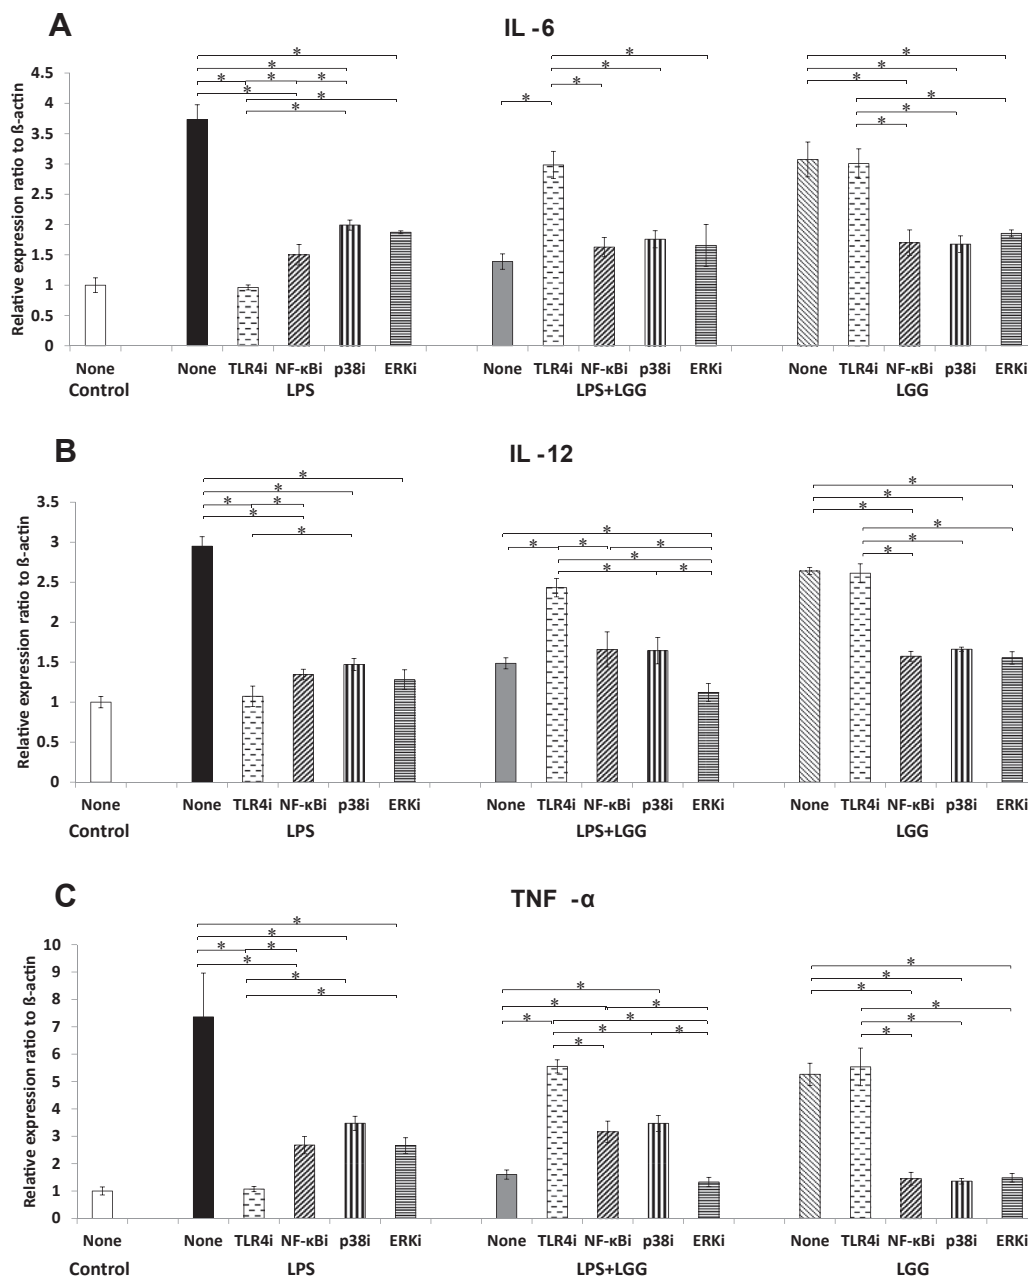 A
IL -6
* * * * * * * * *
* * * *
* * * * * *
Relative expression ratio to ß-actin
4.5
4
3.5
3
2.5
2
1.5
1
0.5
0
None None TLR4i NF-κBi p38i ERKi None TLR4i NF-κBi p38i ERKi None TLR4i NF-κBi p38i ERKi
Control LPS LPS+LGG LGG
B
IL -12
* * * * * *
* * * * * * *
* * * * * *
Relative expression ratio to ß-actin
3.5
3
2.5
2
1.5
1
0.5
0
None None TLR4i NF-κBi p38i ERKi None TLR4i NF-κBi p38i ERKi None TLR4i NF-κBi p38i ERKi
Control LPS LPS+LGG LGG
C
TNF -α
* * * * * * *
* * * * * * * *
* * * * * *
Relative expression ratio to ß-actin
10
9
8
7
6
5
4
3
2
1
0
None None TLR4i NF-κBi p38i ERKi None TLR4i NF-κBi p38i ERKi None TLR4i NF-κBi p38i ERKi
Control LPS LPS+LGG LGG